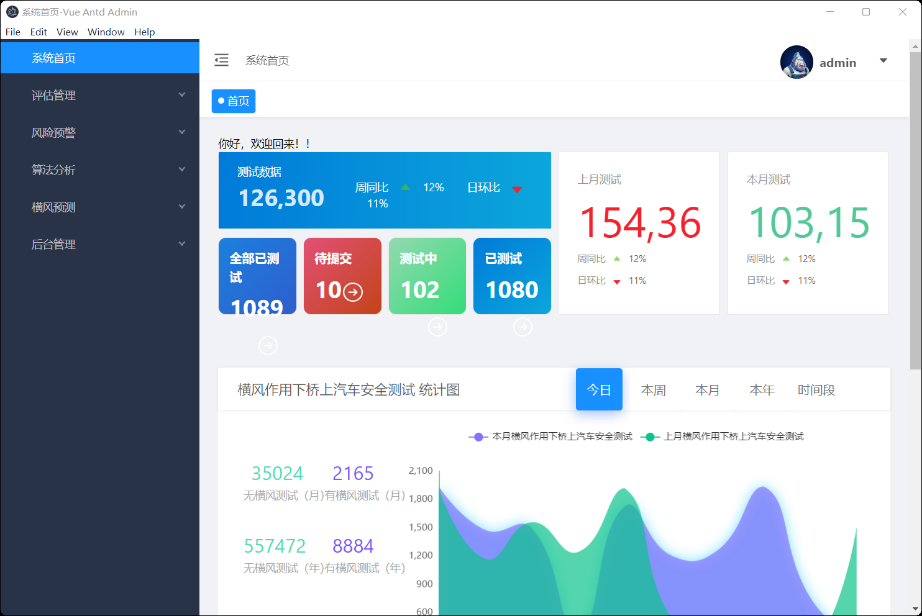 系统首页-Vue Antd Admin
File Edit View Window Help
系统首页
评估管理
风险预警
算法分析
横风预测
后台管理
系统首页
admin
首页
你好，欢迎回来！！
测试数据
126,300
周同比 12%
11%
日环比
全部已测
试
1089
待提交
10
测试中
102
已测试
1080
上月测试
154,36
周同比 12%
日环比 11%
本月测试
103,15
周同比 12%
日环比 11%
横风作用下桥上汽车安全测试 统计图
今日 本周 本月 本年 时间段
本月横风作用下桥上汽车安全测试 上月横风作用下桥上汽车安全测试
35024 2165
无横风测试（月)有横风测试（月）
557472 8884
无横风测试（年)有横风测试（年）
2,100
1,800
1,500
1,200
900
600